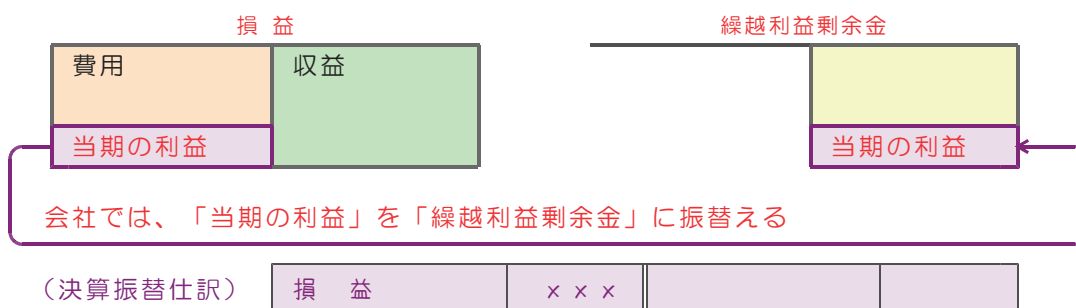 損 益
繰越利益剰余金
費用
収益
当期の利益
当期の利益
会社では、「当期の利益」を「繰越利益剰余金」に振替える
（決算振替仕訳） 損 益 × × ×